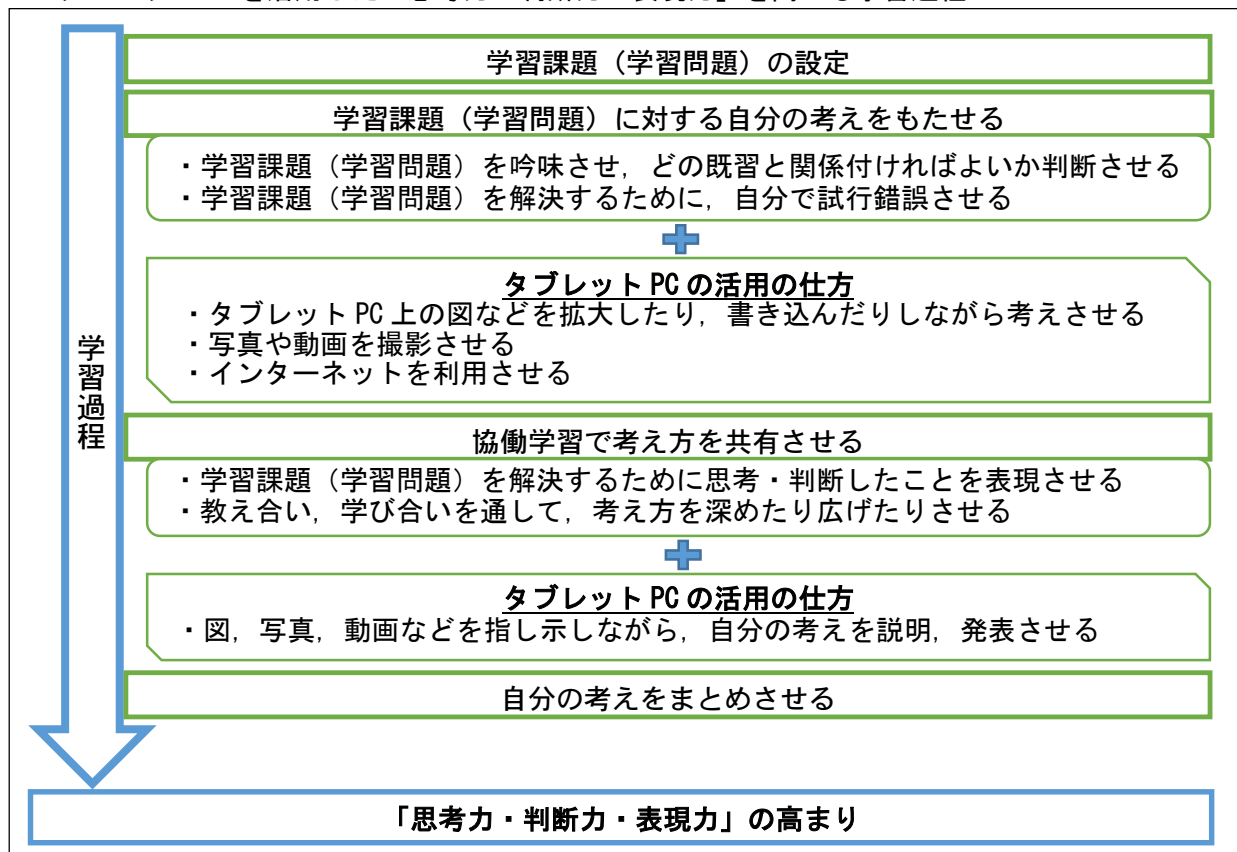 学習課題（学習問題）の設定
学習課題（学習問題）に対する自分の考えをもたせる
・学習課題（学習問題）を吟味させ，どの既習と関係付ければよいか判断させる
・学習課題（学習問題）を解決するために，自分で試行錯誤させる
タブレットPCの活用の仕方
・タブレットPC上の図などを拡大したり，書き込んだりしながら考えさせる
・写真や動画を撮影させる
・インターネットを利用させる
学習過程
協働学習で考え方を共有させる
・学習課題（学習問題）を解決するために思考・判断したことを表現させる
・教え合い，学び合いを通して，考え方を深めたり広げたりさせる
タブレットPCの活用の仕方
・図，写真，動画などを指し示しながら，自分の考えを説明，発表させる
自分の考えをまとめさせる
「思考力・判断力・表現力」の高まり